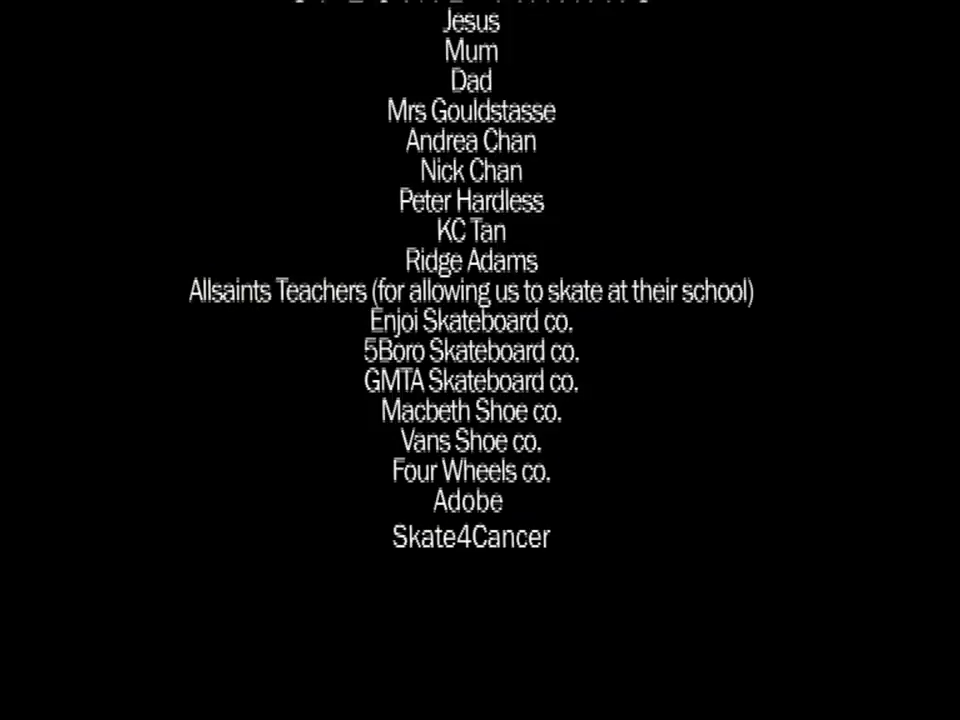 Jesus
Mum
Dad
Mrs Gouldstasse
Andrea Chan
Nick Chan
Peter Hardless
KC Tan
Ridge Adams
Allsaints Teachers (for allowing us to skate at their school)
Enjoi Skateboard co.
5Boro Skateboard co.
GMTA Skateboard co.
Macbeth Shoe co.
Vans Shoe co.
Four Wheels co.
Adobe
Skate4Cancer